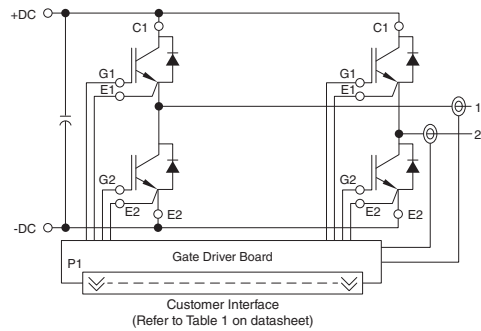 +DC
C1
C1
G1
E1
G1
E1
1
2
G2
E2
E2
G2
E2
E2
-DC
P1
Gate Driver Board
Customer Interface
(Refer to Table 1 on datasheet)